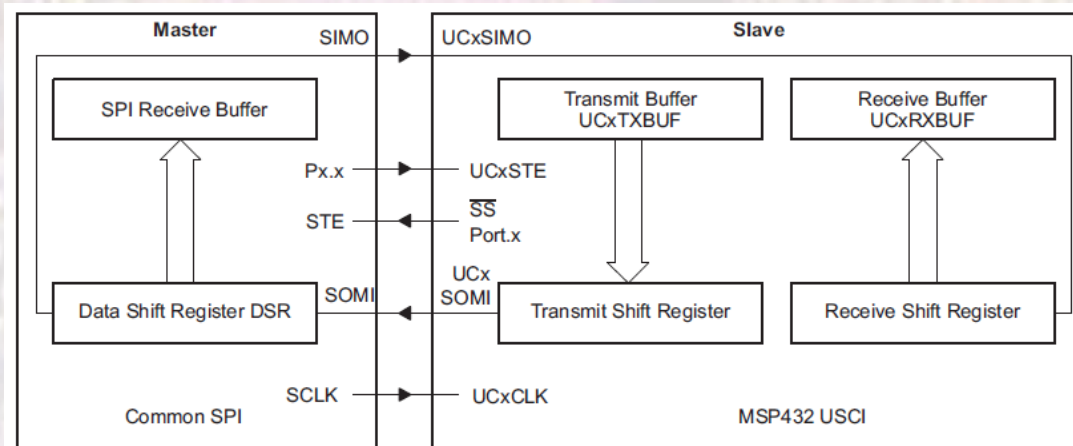 Master
SIMO
UCxSIMO
Slave
SPI Receive Buffer
Transmit Buffer
UCxTXBUF
Receive Buffer
UCxRXBUF
Px.x
UCxSTE
STE
SS
Port.x
UCx
SOMI
SOMI
Data Shift Register DSR
Transmit Shift Register
Receive Shift Register
SCLK
UCxCLK
Common SPI
MSP432 USCI